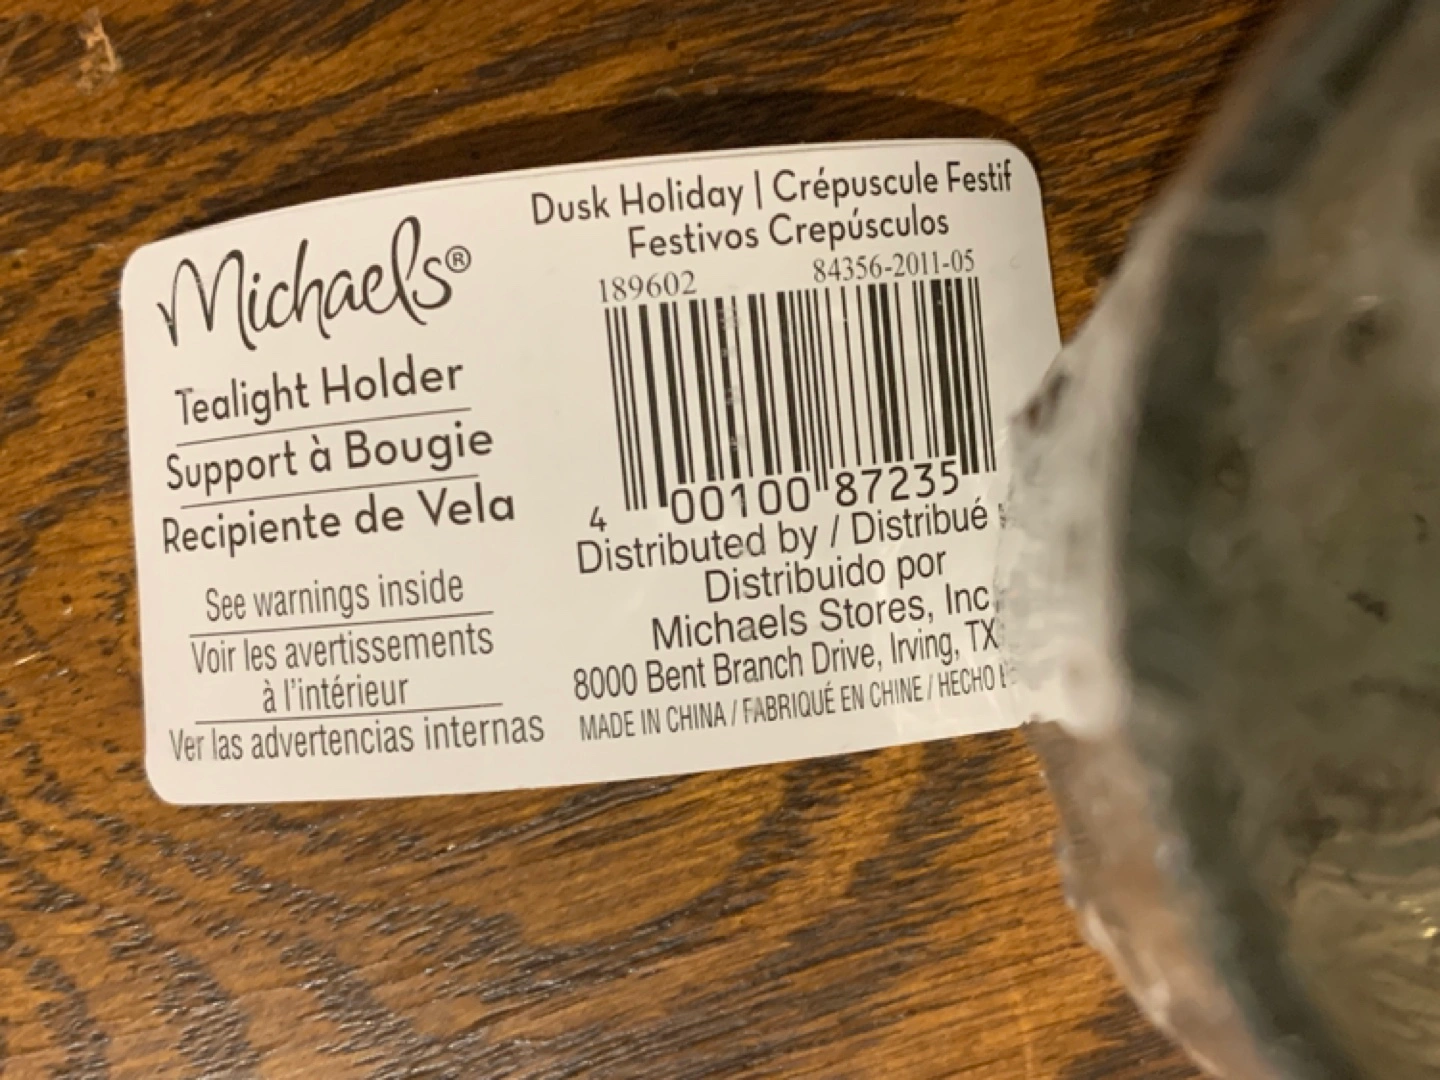 Michaels®
Tealight Holder
Support à Bougie
Recipiente de Vela
See warnings inside
Voir les avertissements
à l'intérieur
Ver las advertencias internas
Dusk Holiday | Crépuscule Festif
Festivos Crepúsculos
189602 84356-2011-05
4 00100 87235
Distributed by / Distribué
Distribuido por
Michaels Stores, Inc
8000 Bent Branch Drive, Irving, TX
MADE IN CHINA / FABRIQUÉ EN CHINE / HECHO